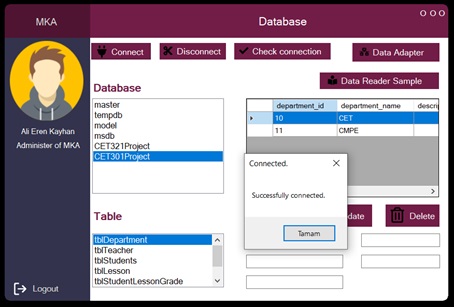 MKA
Database
Ali Eren Kayhan
Administer of MKA
Logout
Connect
Disconnect
Check connection
Data Adapter
Data Reader Sample
Database
master
tempdb
model
msdb
CET321Project
CET301Project
department_id department_name descri
10 CET
11 CMPE
Connected.
Successfully connected.
Tamam
date
Delete
Table
tblDepartment
tblTeacher
tblStudents
tblLesson
tblStudentLessonGrade